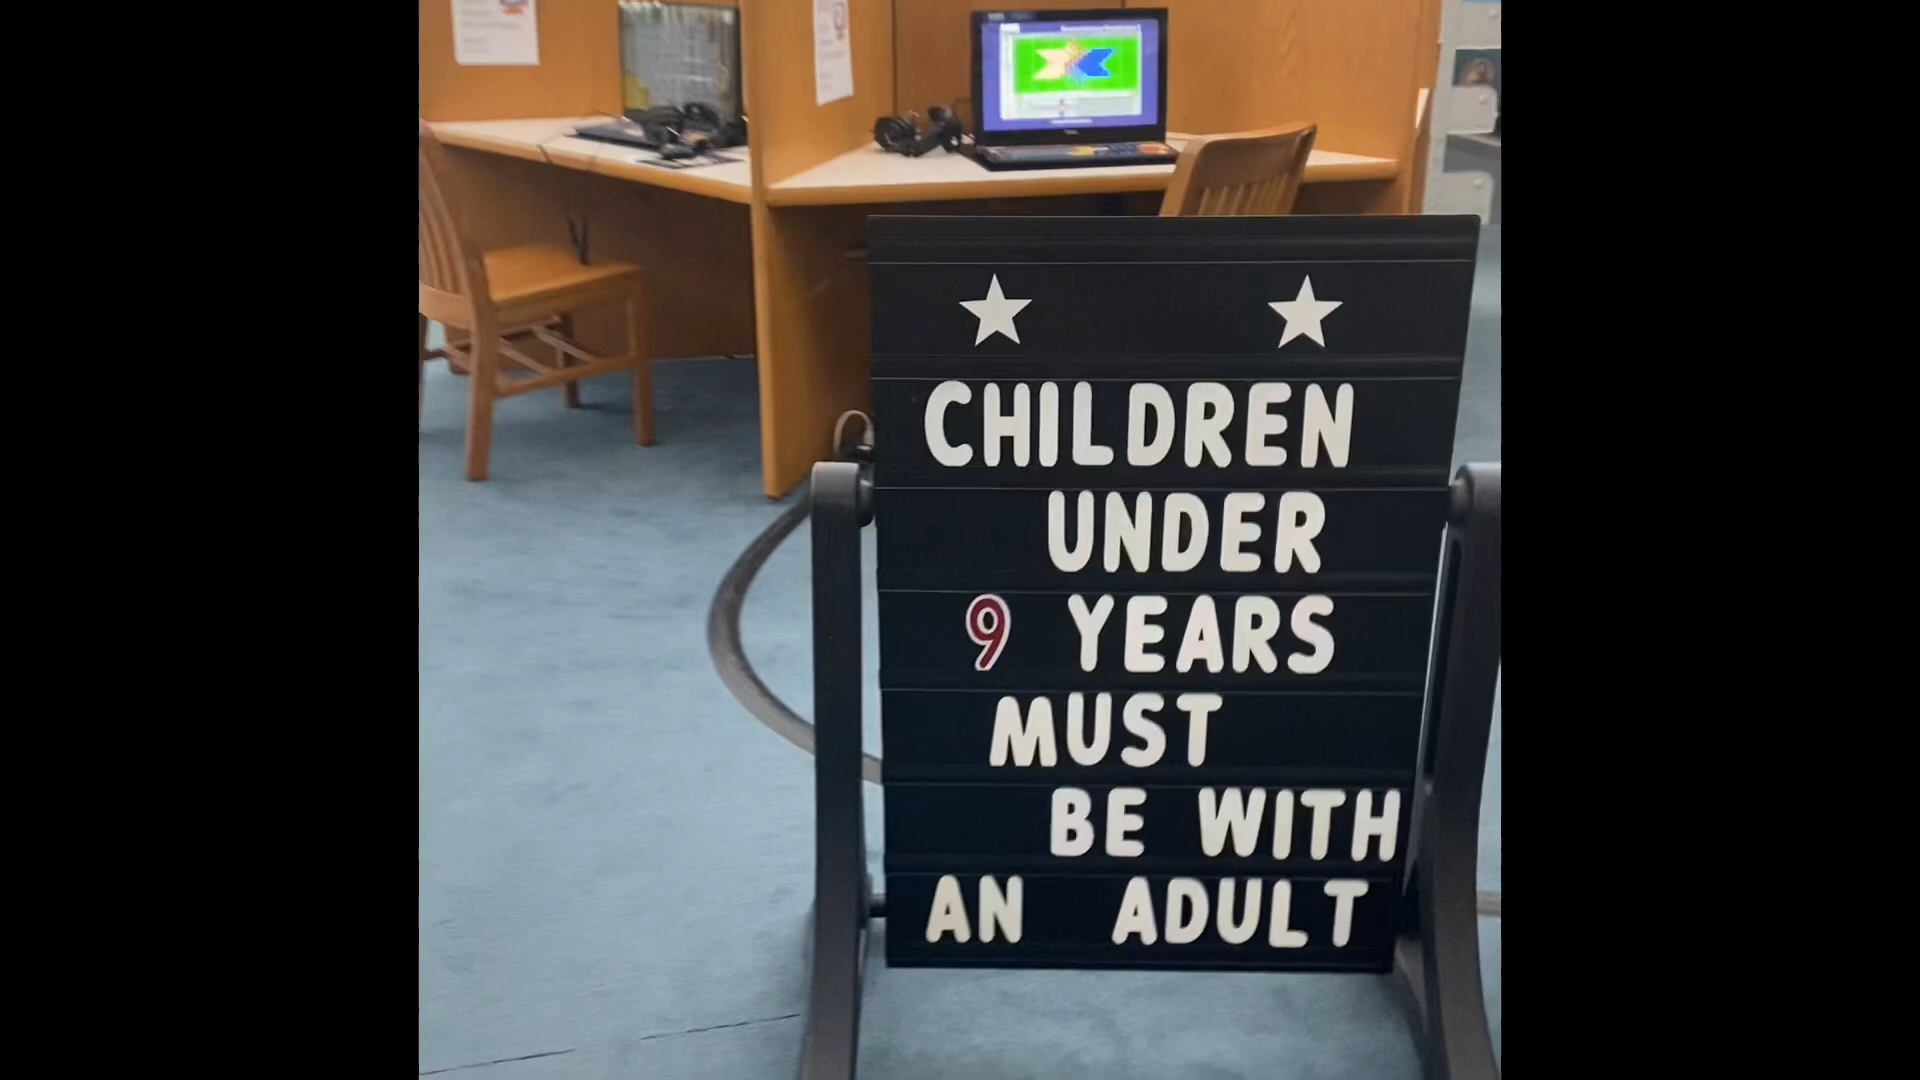 CHILDREN
UNDER
9 YEARS
MUST
BE WITH
AN ADULT